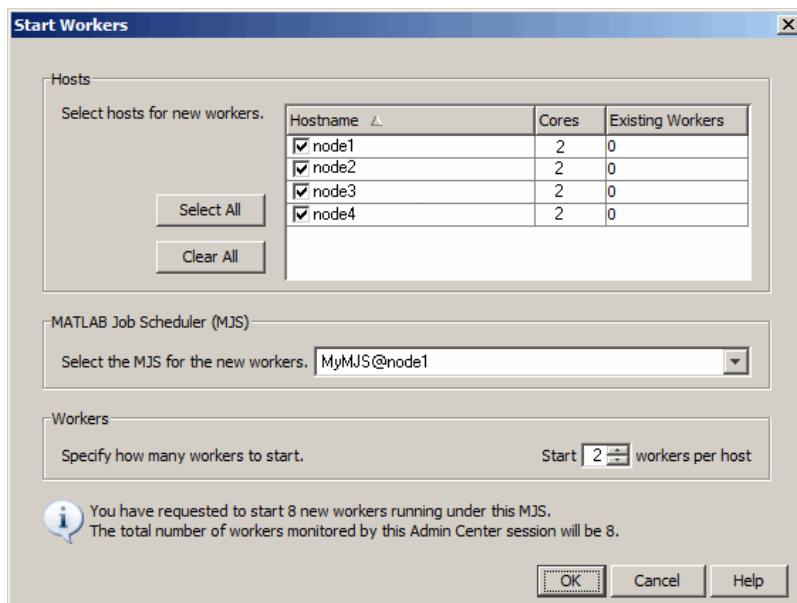 Start Workers
Hosts
Select hosts for new workers.
Hostname Cores Existing Workers
node1 2 0
node2 2 0
node3 2 0
node4 2 0
Select All
Clear All
MATLAB Job Scheduler (MJS)
Select the MJS for the new workers. MyMJS@node1
Workers
Specify how many workers to start. Start 2 workers per host
You have requested to start 8 new workers running under this MJS.
The total number of workers monitored by this Admin Center session will be 8.
OK Cancel Help